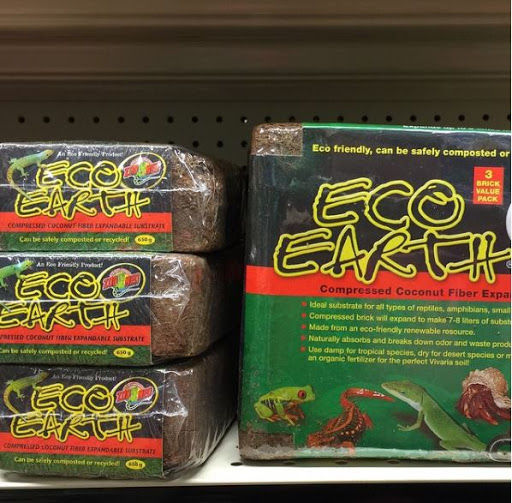 An Eco Friendly Product!
ECO
EARTH
ZOO MED
COMPRESSED COCONUT FIBER EXPANDABLE SUBSTRATE
Can be safely composted or recycled! 650 g
An Eco Friendly Product!
ECO
EARTH
ZOO MED
COMPRESSED COCONUT FIBER EXPANDABLE SUBSTRATE
Can be safely composted or recycled! 650 g
An Eco Friendly Product!
ECO
EARTH
ZOO MED
COMPRESSED COCONUT FIBER EXPANDABLE SUBSTRATE
Can be safely composted or recycled! 650 g
Eco friendly, can be safely composted or
3
BRICK
VALUE
PACK
ECO
EARTH
Compressed Coconut Fiber Expa
• Ideal substrate for all types of reptiles, amphibians, small
• Compressed brick will expand to make 7-8 liters of subst
• Made from an eco-friendly renewable resource.
• Naturally absorbs and breaks down odor and waste produ
• Use damp for tropical species, dry for desert species or m
an organic fertilizer for the perfect Vivaria soil!